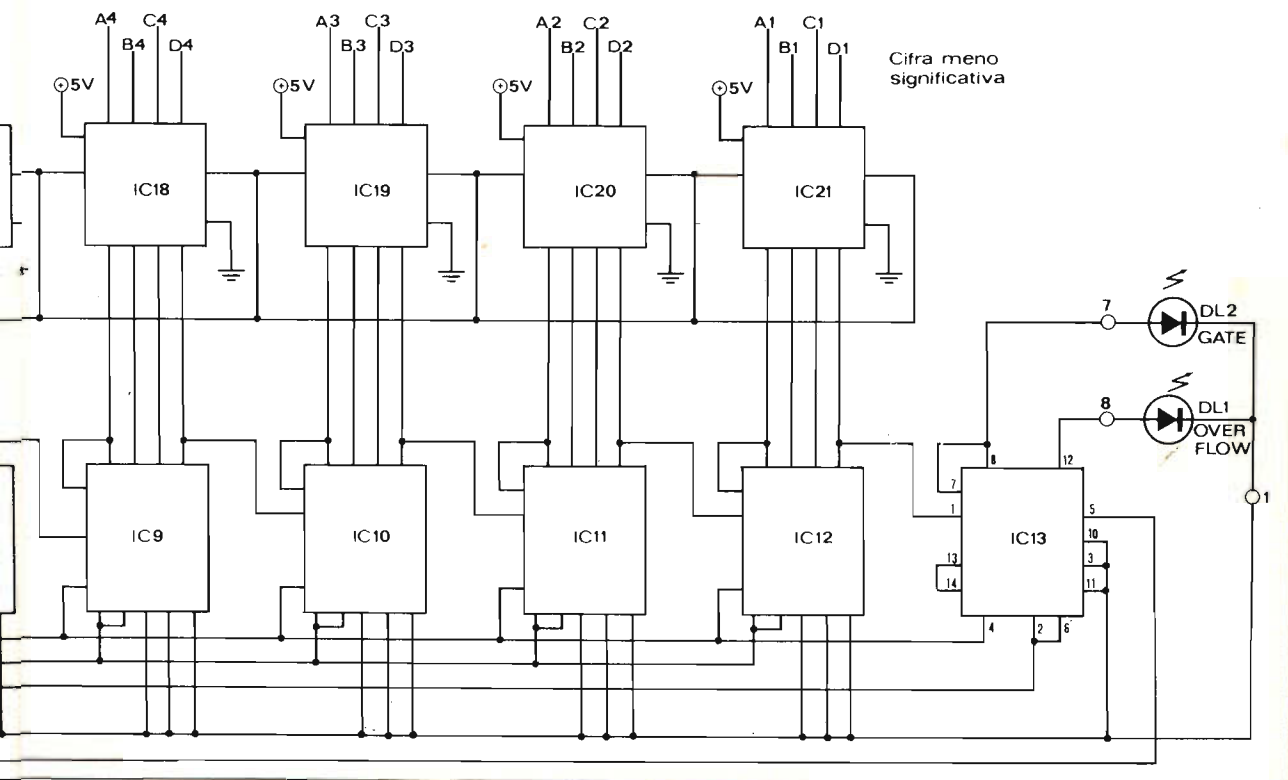 A4 C4 A3 C3 A2 C2 A1 C1
B4 D4 B3 D3 B2 D2 B1 D1
Cifra meno
significativa
5V 5V 5V 5V
IC18 IC19 IC20 IC21
7 DL2
GATE
8 DL1
OVER
FLOW
8 12
7
1 5
1
IC9 IC10 IC11 IC12 IC13
10
13 3
14 11
4 2 6